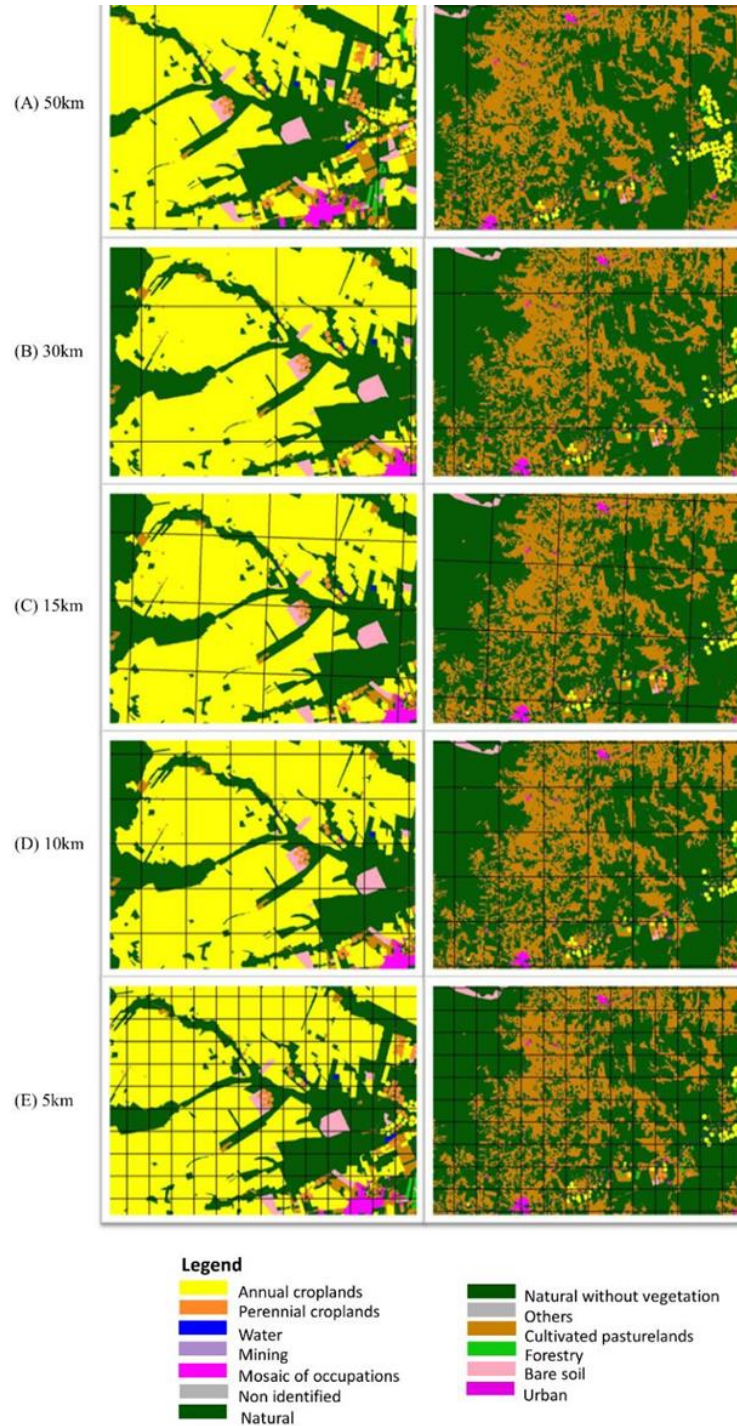 (A) 50km
(B) 30km
(C) 15km
(D) 10km
(E) 5km
Legend
Annual croplands
Perennial croplands
Water
Mining
Mosaic of occupations
Non identified
Natural
Natural without vegetation
Others
Cultivated pasturelands
Forestry
Bare soil
Urban